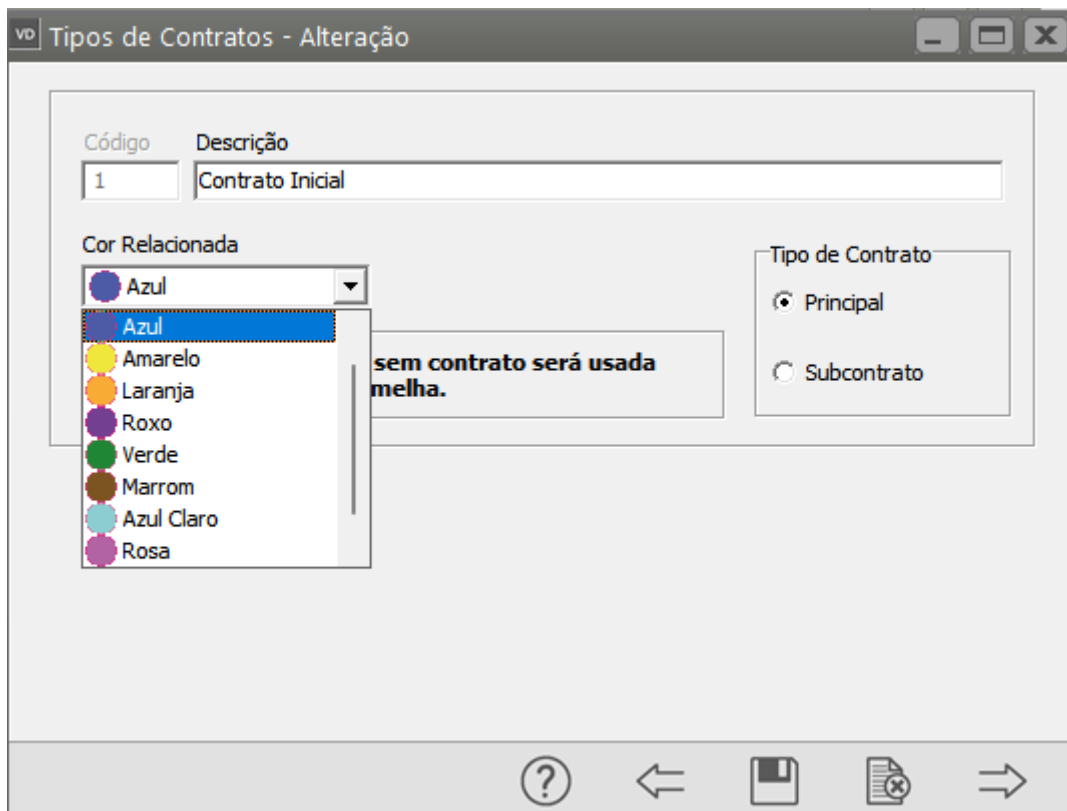 VD Tipos de Contratos - Alteração
Código Descrição
1 Contrato Inicial
Cor Relacionada
Azul
Azul
Amarelo
Laranja
Roxo
Verde
Marrom
Azul Claro
Rosa
sem contrato será usada
melha.
Tipo de Contrato
Principal
Subcontrato